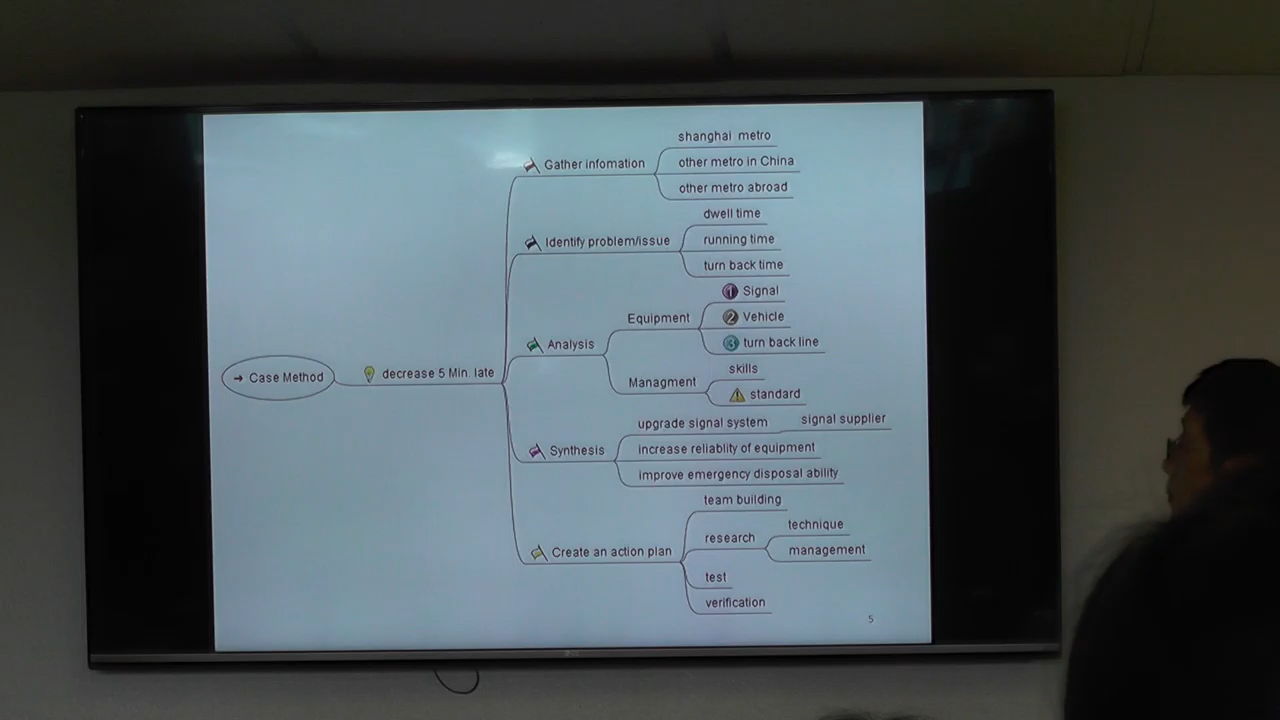 shanghai metro
Gather infomation
other metro in China
other metro abroad
dwell time
Identify problem/issue
running time
turn back time
1 Signal
Equipment
2 Vehicle
Analysis
3 turn back line
→ Case Method
decrease 5 Min. late
skills
Managment
standard
upgrade signal system
signal supplier
Synthesis
increase reliablity of equipment
improve emergency disposal ability
team building
technique
research
Create an action plan
management
test
verification
5